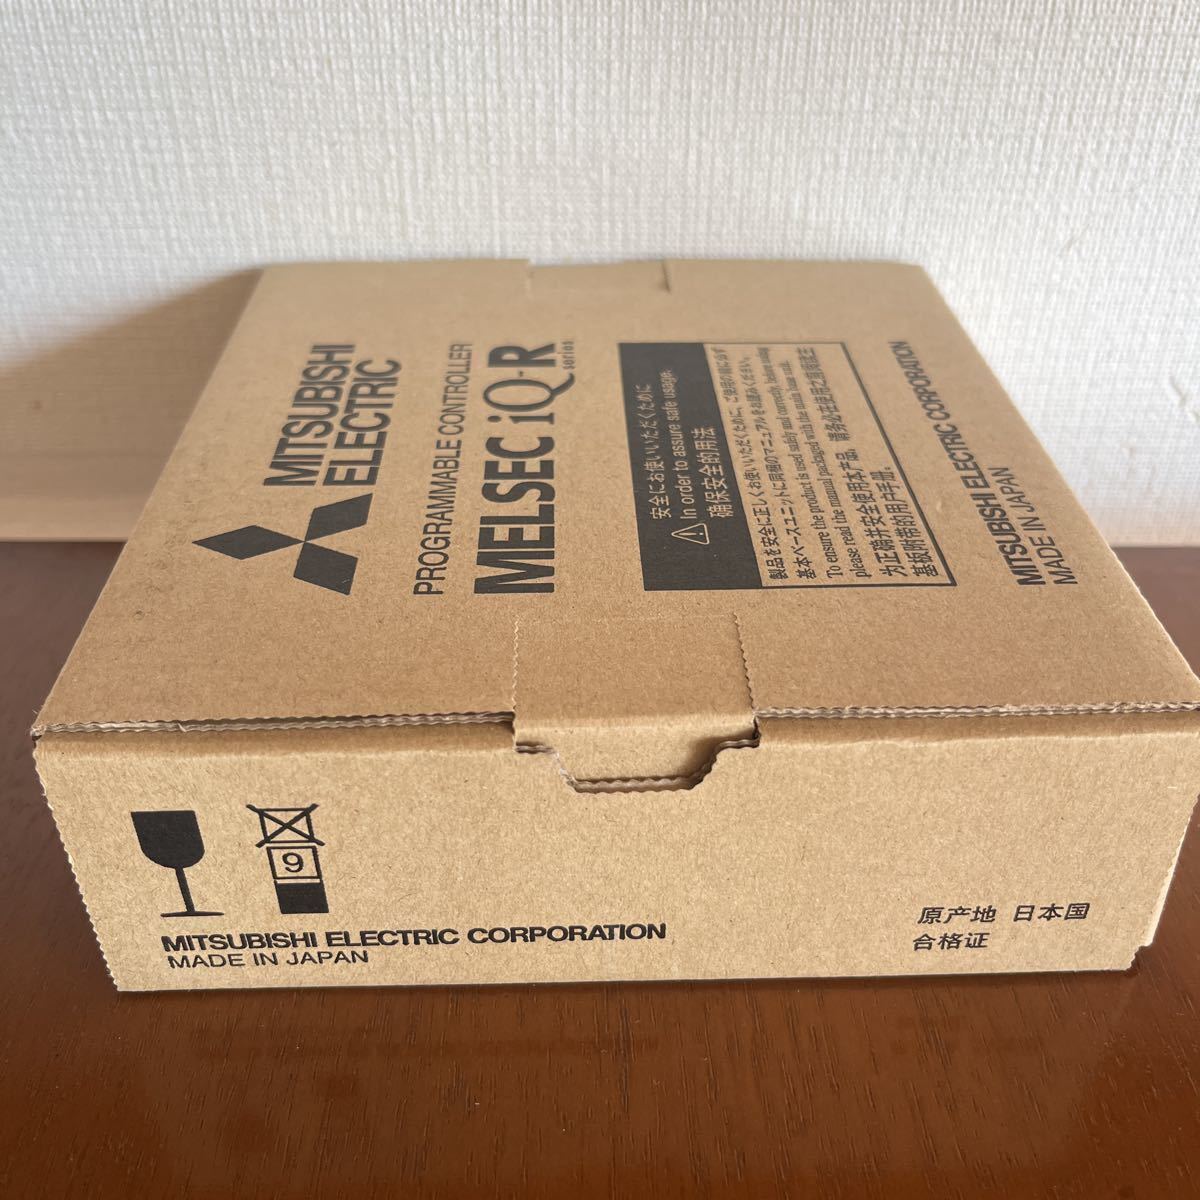 MITSUBISHI
ELECTRIC
PROGRAMMABLE CONTROLLER
MELSEC iQ-R
series
安全にお使いいただくために
In order to assure safe usage.
确保安全的用法
製品を安全に正しくお使いいただくために、ご使用の前に必ず
基本ベースユニットに同梱のマニュアルをお読みください。
To ensure the product is used safely and correctly, before using
please read the manual packaged with the main base unit.
为正确并安全使用本产品，请务必在使用之前阅读主
基板附带的用户手册。
MITSUBISHI ELECTRIC CORPORATION
MADE IN JAPAN
9
MITSUBISHI ELECTRIC CORPORATION
MADE IN JAPAN
原产地 日本国
合格证